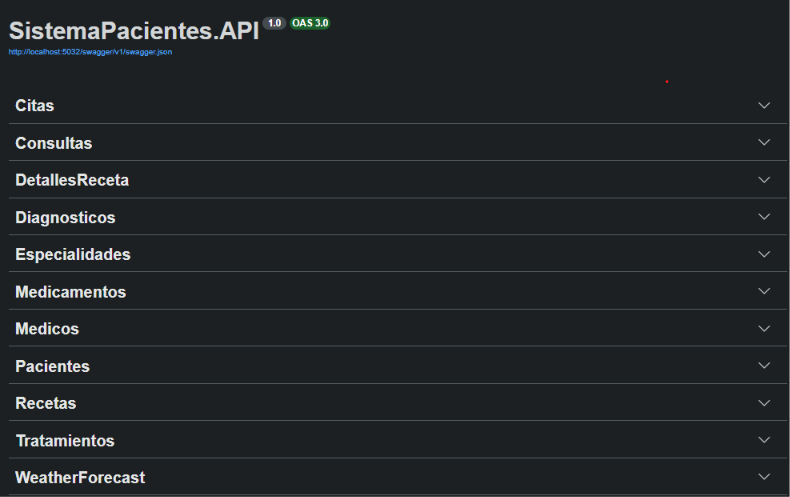 SistemaPacientes.API 1.0 OAS 3.0
http://localhost:5032/swagger/v1/swagger.json
Citas
Consultas
DetallesReceta
Diagnosticos
Especialidades
Medicamentos
Medicos
Pacientes
Recetas
Tratamientos
WeatherForecast